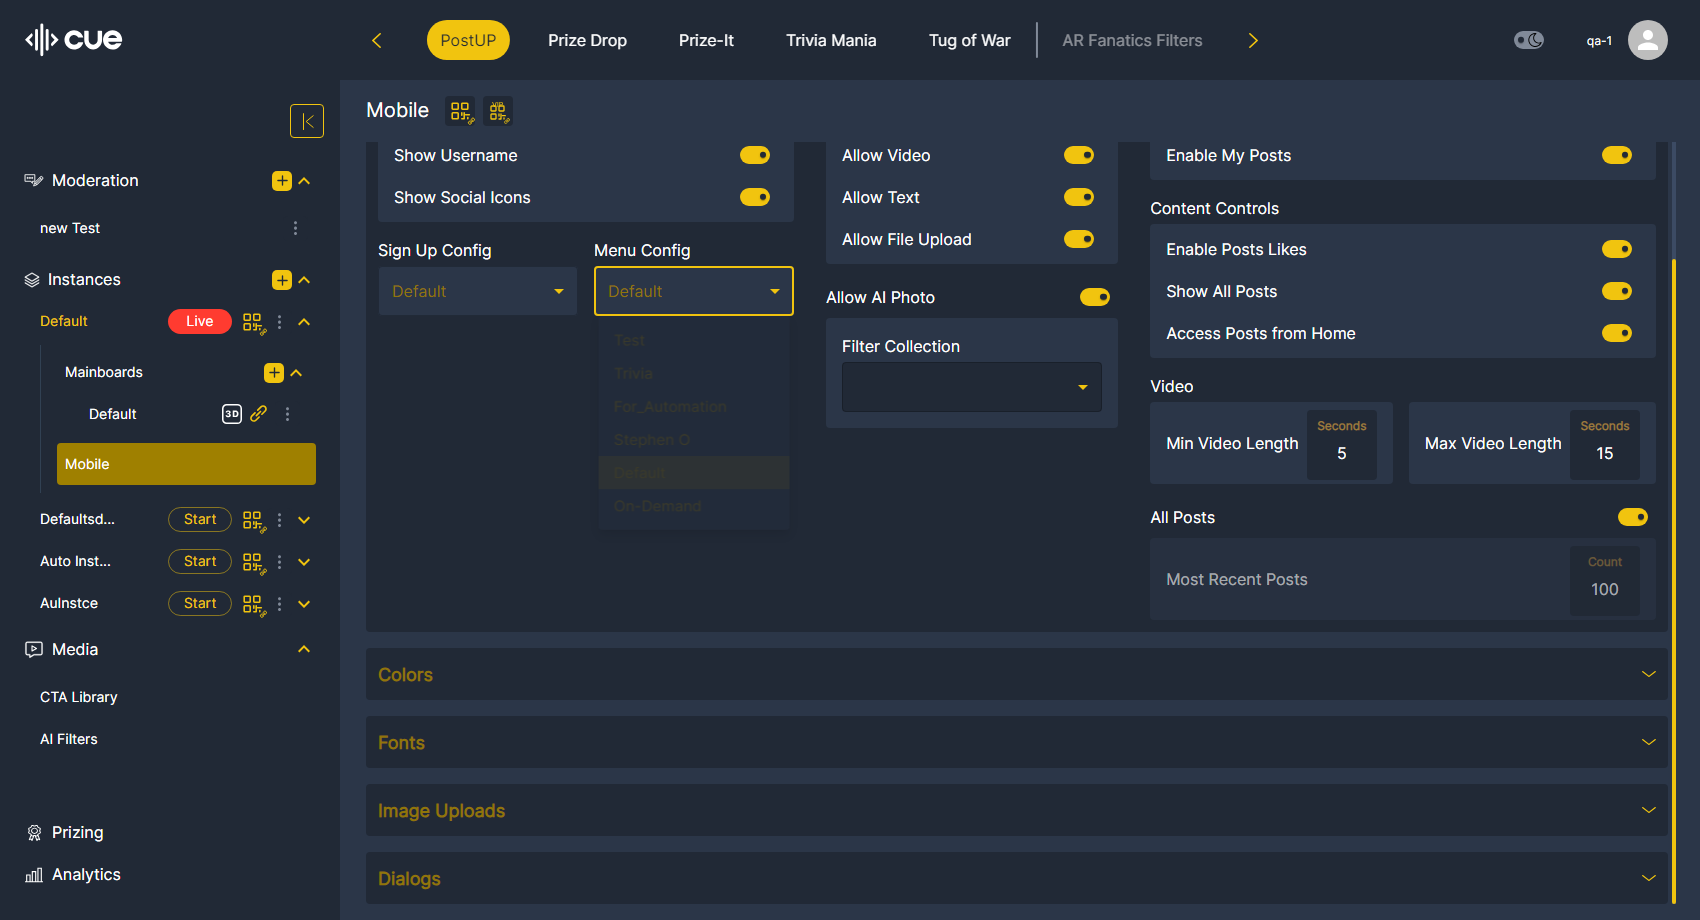 cue
PostUP
Prize Drop
Prize-It
Trivia Mania
Tug of War
AR Fanatics Filters
qa-1
Moderation
new Test
Instances
Default
Live
Mainboards
Default
3D
Mobile
Defaultsd...
Start
Auto Inst...
Start
AuInstce
Start
Media
CTA Library
AI Filters
Prizing
Analytics
Mobile
VIP
Show Username
Show Social Icons
Sign Up Config
Default
Menu Config
Default
Test
Trivia
For_Automation
Stephen O
Default
On-Demand
Allow Video
Allow Text
Allow File Upload
Allow AI Photo
Filter Collection
Enable My Posts
Content Controls
Enable Posts Likes
Show All Posts
Access Posts from Home
Video
Min Video Length
Seconds
5
Max Video Length
Seconds
15
All Posts
Most Recent Posts
Count
100
Colors
Fonts
Image Uploads
Dialogs